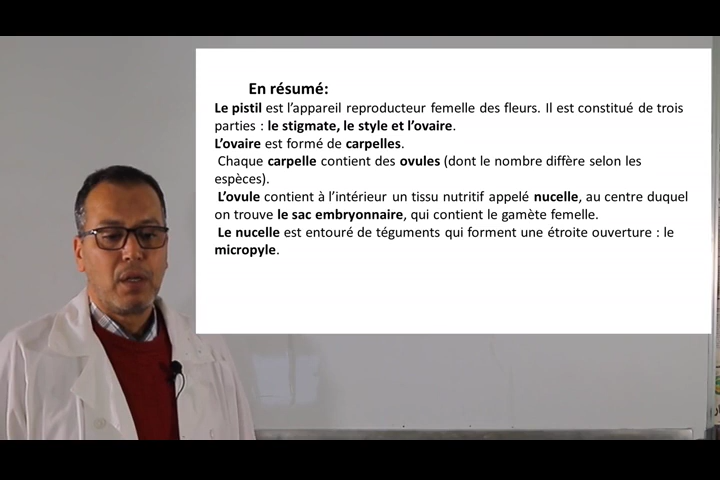 En résumé:
Le pistil est l'appareil reproducteur femelle des fleurs. Il est constitué de trois
parties : le stigmate, le style et l'ovaire.
L'ovaire est formé de carpelles.
Chaque carpelle contient des ovules (dont le nombre diffère selon les
espèces).
L'ovule contient à l'intérieur un tissu nutritif appelé nucelle, au centre duquel
on trouve le sac embryonnaire, qui contient le gamète femelle.
Le nucelle est entouré de téguments qui forment une étroite ouverture : le
micropyle.